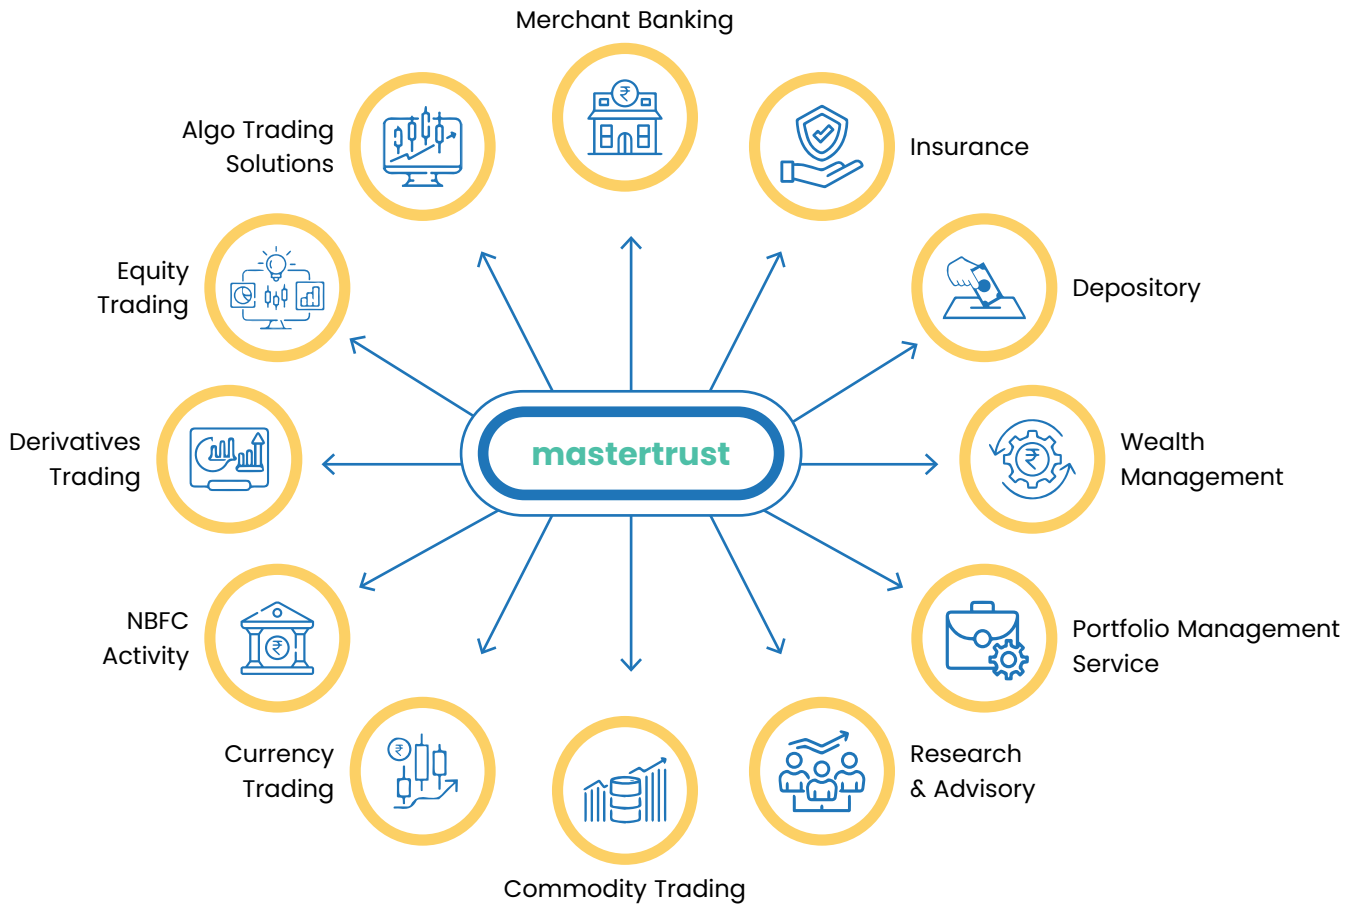 Merchant Banking
Algo Trading
Solutions
₹
Insurance
Equity
Trading
Depository
Derivatives
Trading
mastertrust
₹
Wealth
Management
NBFC
Activity
₹
Portfolio Management
Service
Currency
Trading
₹
Research
& Advisory
Commodity Trading